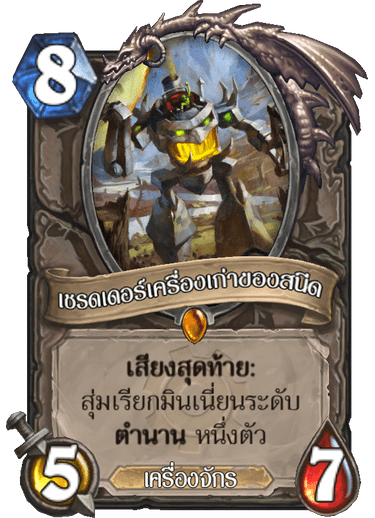 8
เชรดเดอร์เครื่องเก่าของสนีด
เสียงสุดท้าย:
สุ่มเรียกมินเนี่ยนระดับ
ตำนาน หนึ่งตัว
5
เครื่องจักร
7